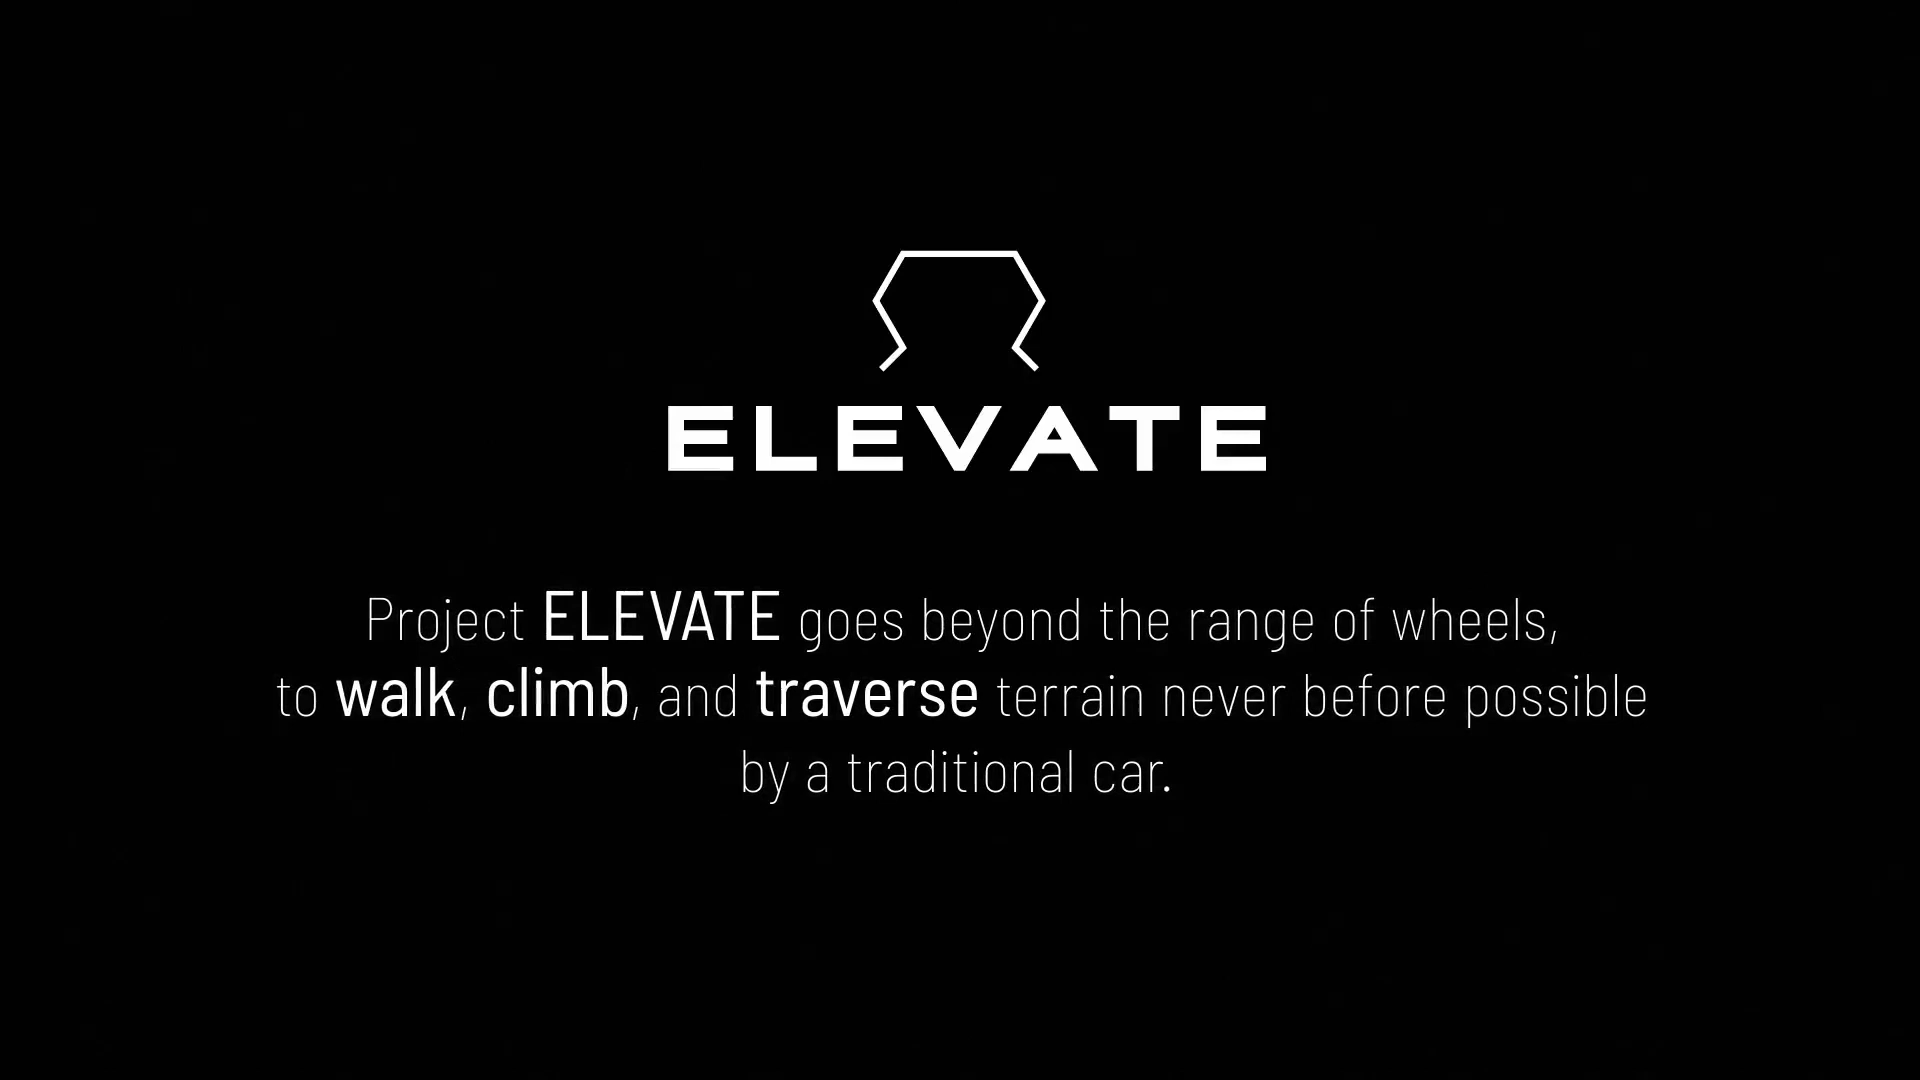 ELEVATE
Project ELEVATE goes beyond the range of wheels,
to walk, climb, and traverse terrain never before possible
by a traditional car.